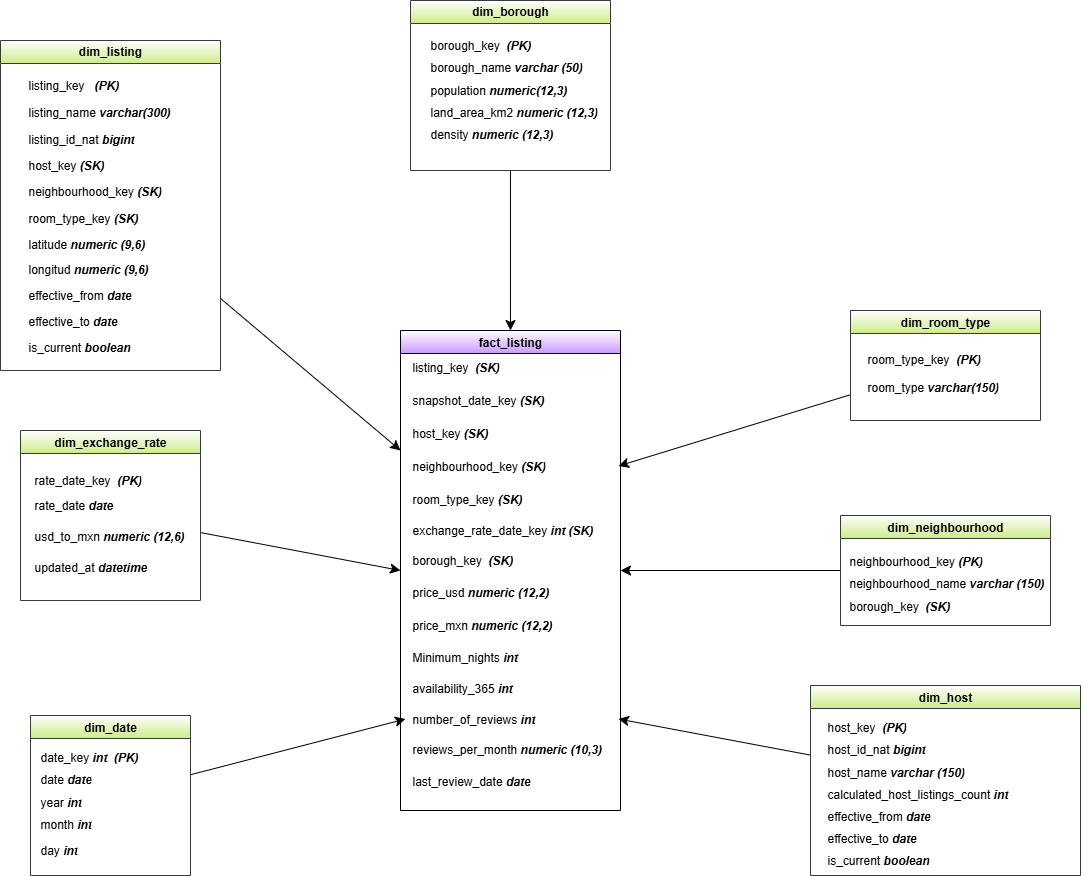 dim_borough
borough_key (PK)
borough_name varchar (50)
population numeric(12,3)
land_area_km2 numeric (12,3)
density numeric (12,3)
dim_listing
listing_key (PK)
listing_name varchar(300)
listing_id_nat bigint
host_key (SK)
neighbourhood_key (SK)
room_type_key (SK)
latitude numeric (9,6)
longitud numeric (9,6)
effective_from date
effective_to date
is_current boolean
fact_listing
listing_key (SK)
snapshot_date_key (SK)
host_key (SK)
neighbourhood_key (SK)
room_type_key (SK)
exchange_rate_date_key int (SK)
borough_key (SK)
price_usd numeric (12,2)
price_mxn numeric (12,2)
Minimum_nights int
availability_365 int
number_of_reviews int
reviews_per_month numeric (10,3)
last_review_date date
dim_room_type
room_type_key (PK)
room_type varchar(150)
dim_exchange_rate
rate_date_key (PK)
rate_date date
usd_to_mxn numeric (12,6)
updated_at datetime
dim_neighbourhood
neighbourhood_key (PK)
neighbourhood_name varchar (150)
borough_key (SK)
dim_date
date_key int (PK)
date date
year int
month int
day int
dim_host
host_key (PK)
host_id_nat bigint
host_name varchar (150)
calculated_host_listings_count int
effective_from date
effective_to date
is_current boolean